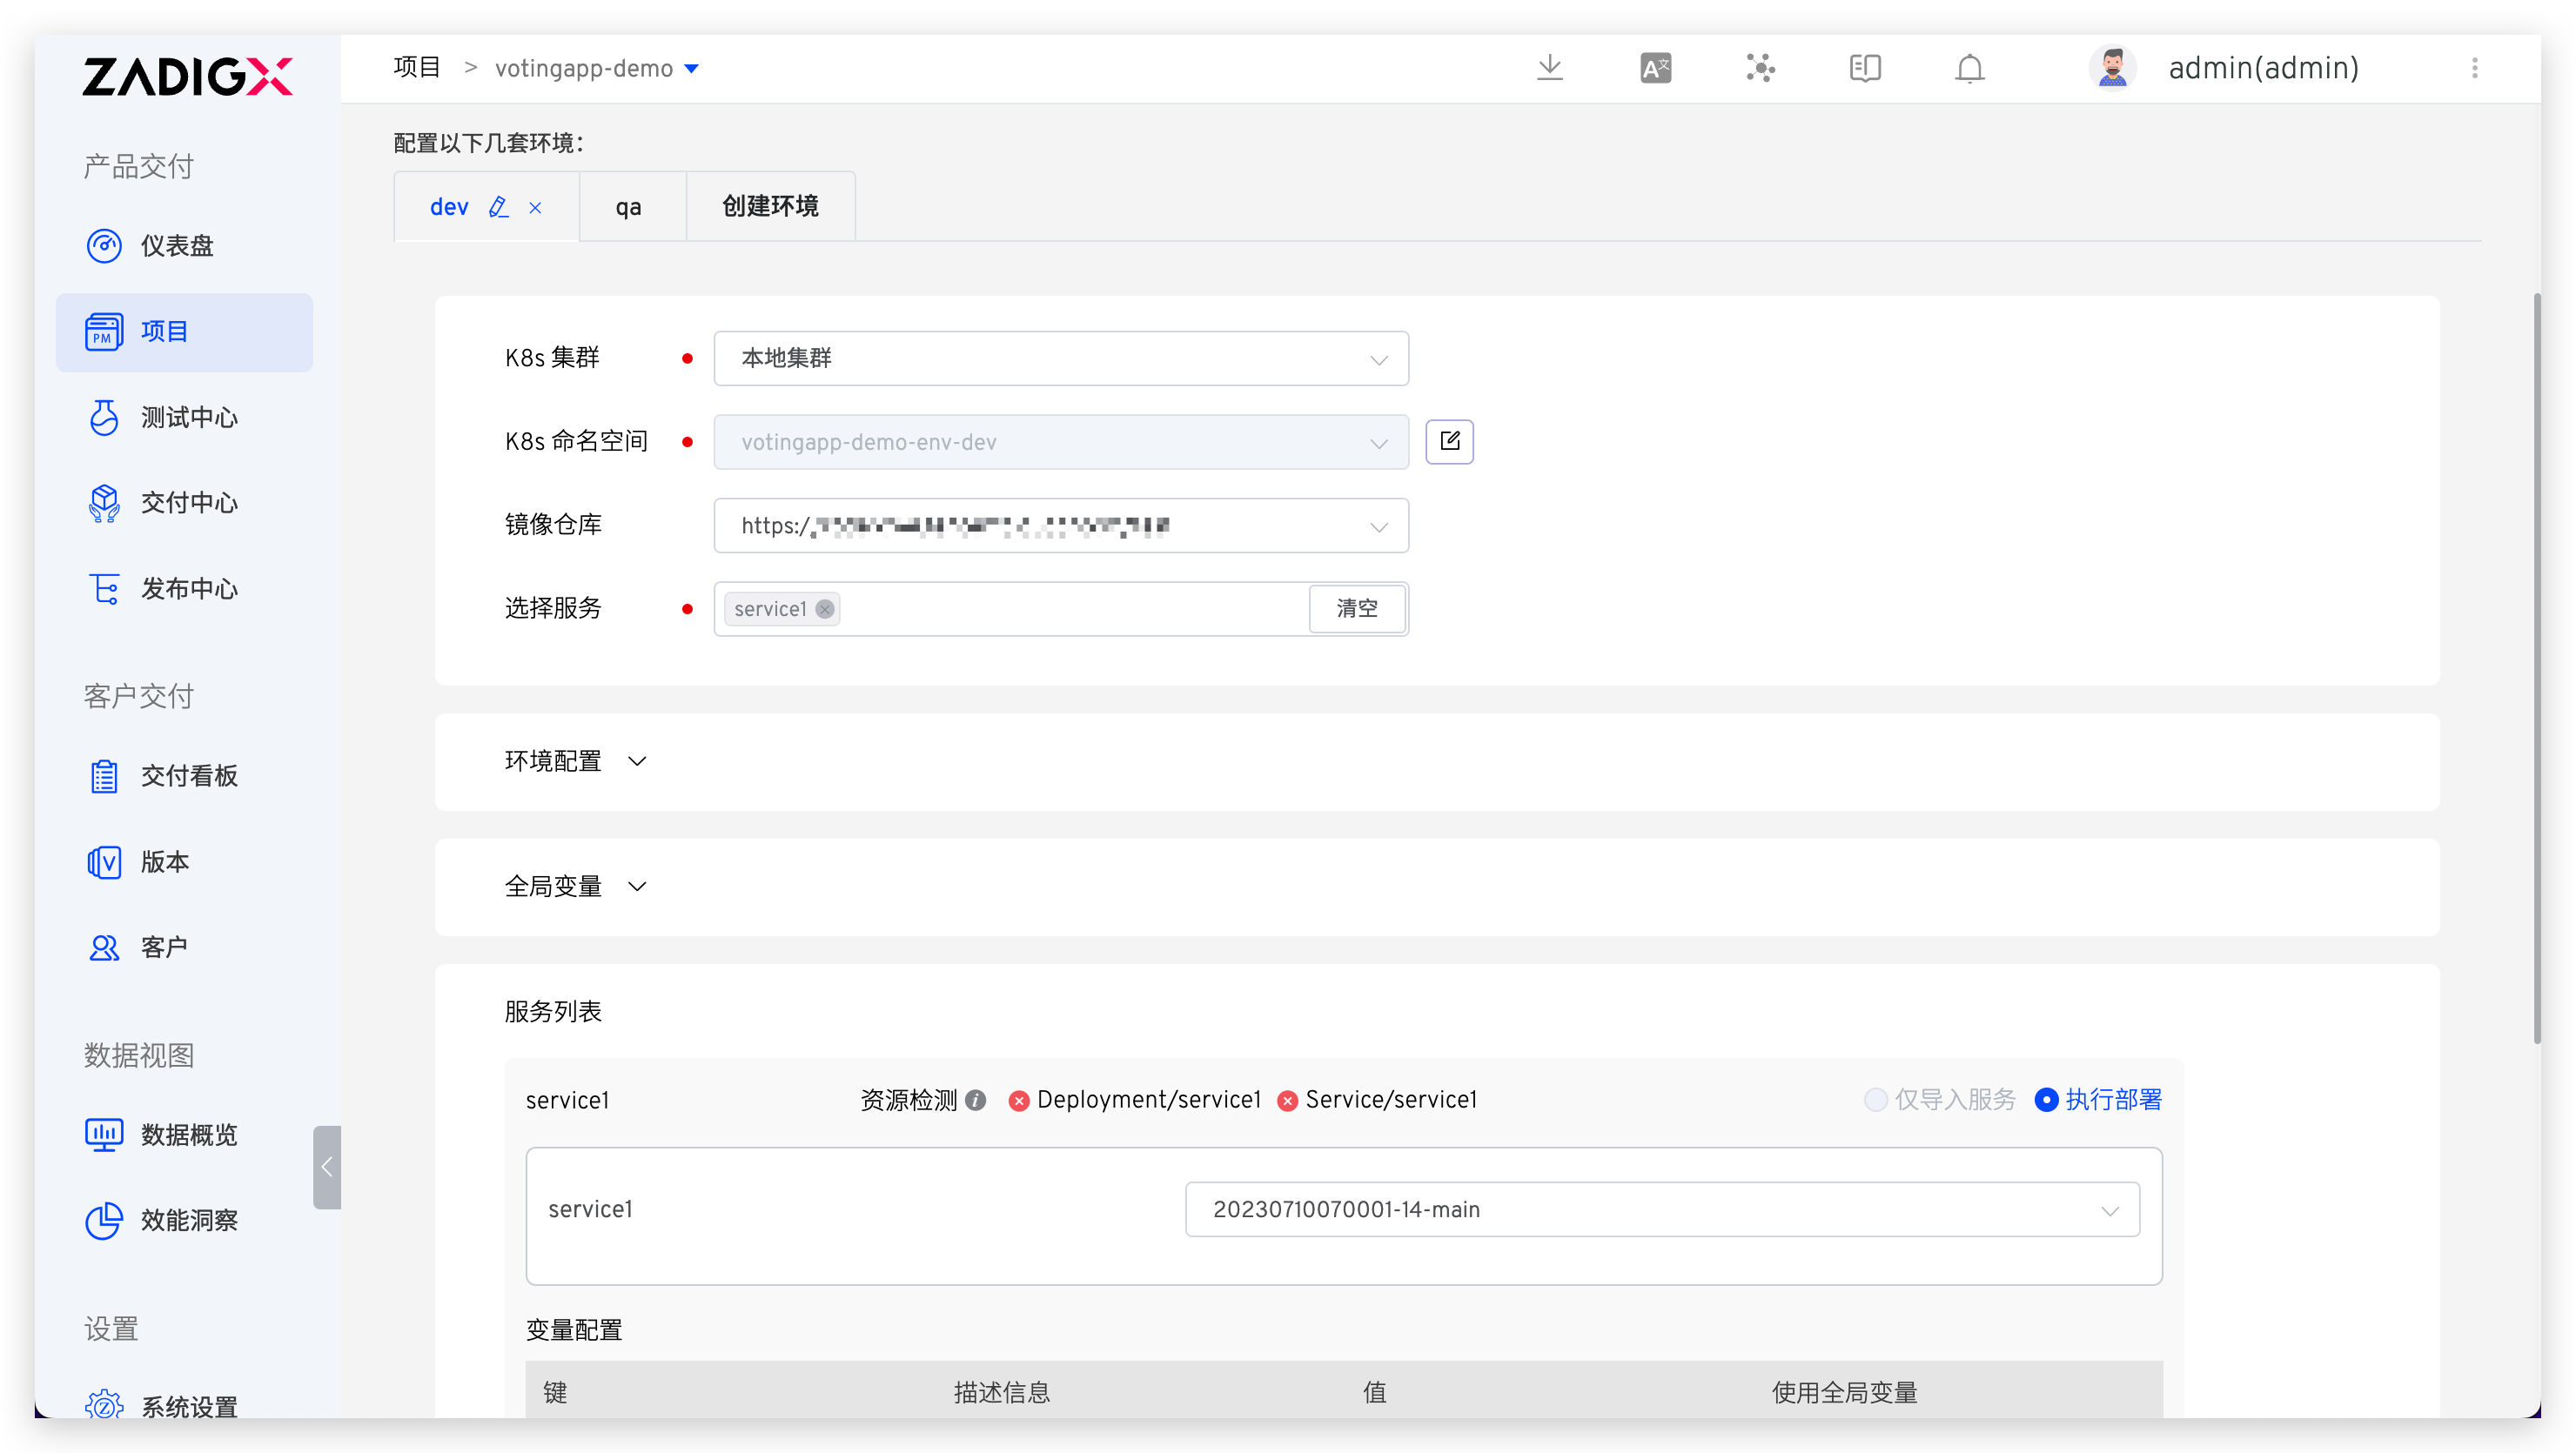 ZADIGX
项目 > votingapp-demo
admin(admin)
产品交付
仪表盘
PM
项目
测试中心
交付中心
发布中心
客户交付
交付看板
版本
客户
数据视图
数据概览
效能洞察
设置
系统设置
配置以下几套环境：
dev qa 创建环境
K8s 集群 本地集群
K8s 命名空间 votingapp-demo-env-dev
镜像仓库 https:/
选择服务 service1 清空
环境配置
全局变量
服务列表
service1 资源检测 Deployment/service1 Service/service1 仅导入服务 执行部署
service1 20230710070001-14-main
变量配置
键 描述信息 值 使用全局变量